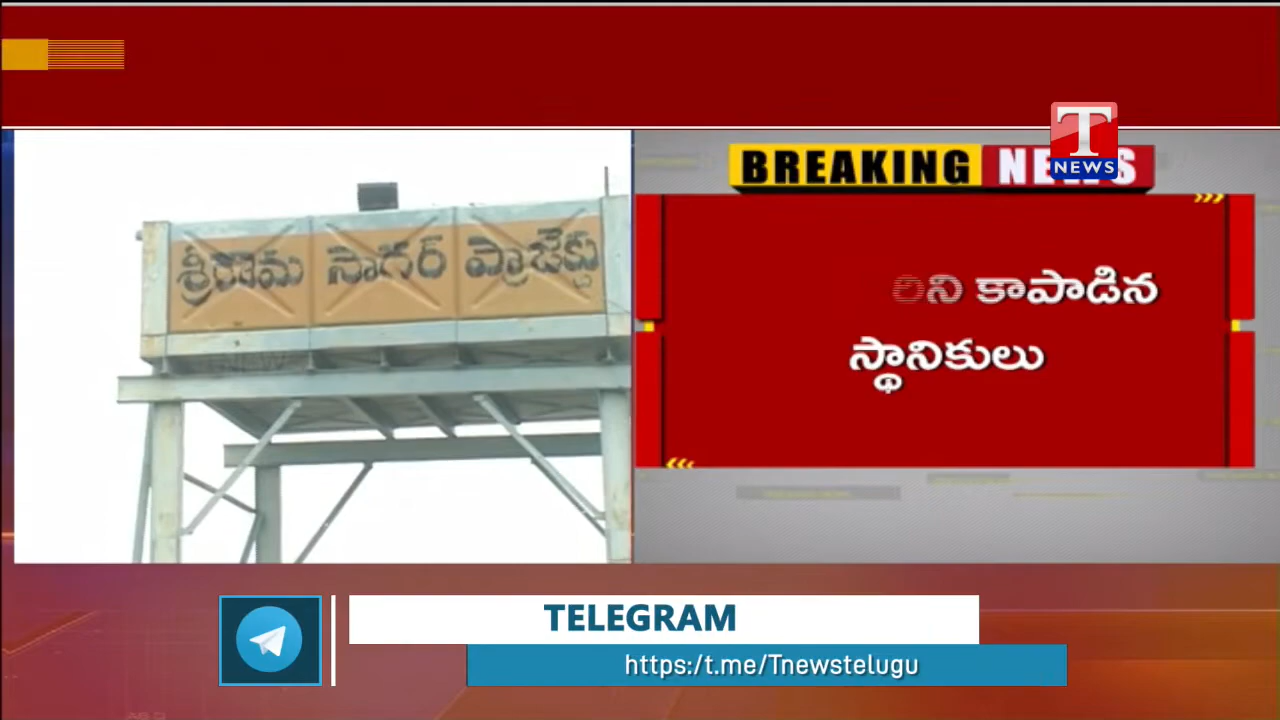 T
NEWS
BREAKING NEWS
శ్రీరామ సాగర్ ప్రాజెక్టు
కాపాడిన
స్థానికులు
TELEGRAM
https:/t.me/Tnewstelugu